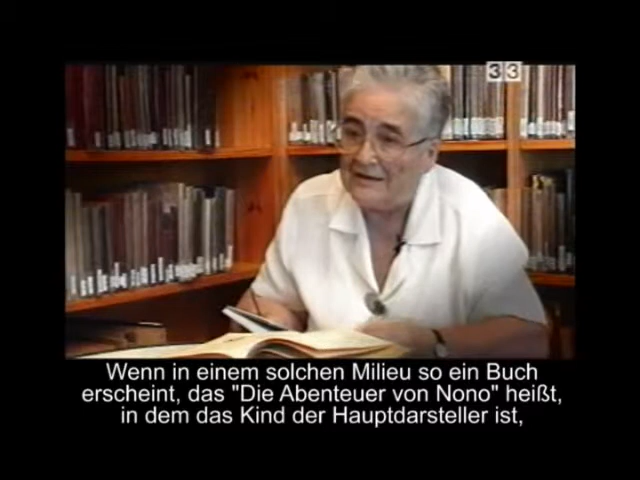 33
Wenn in einem solchen Milieu so ein Buch
erscheint, das "Die Abenteuer von Nono" heißt,
in dem das Kind der Hauptdarsteller ist,